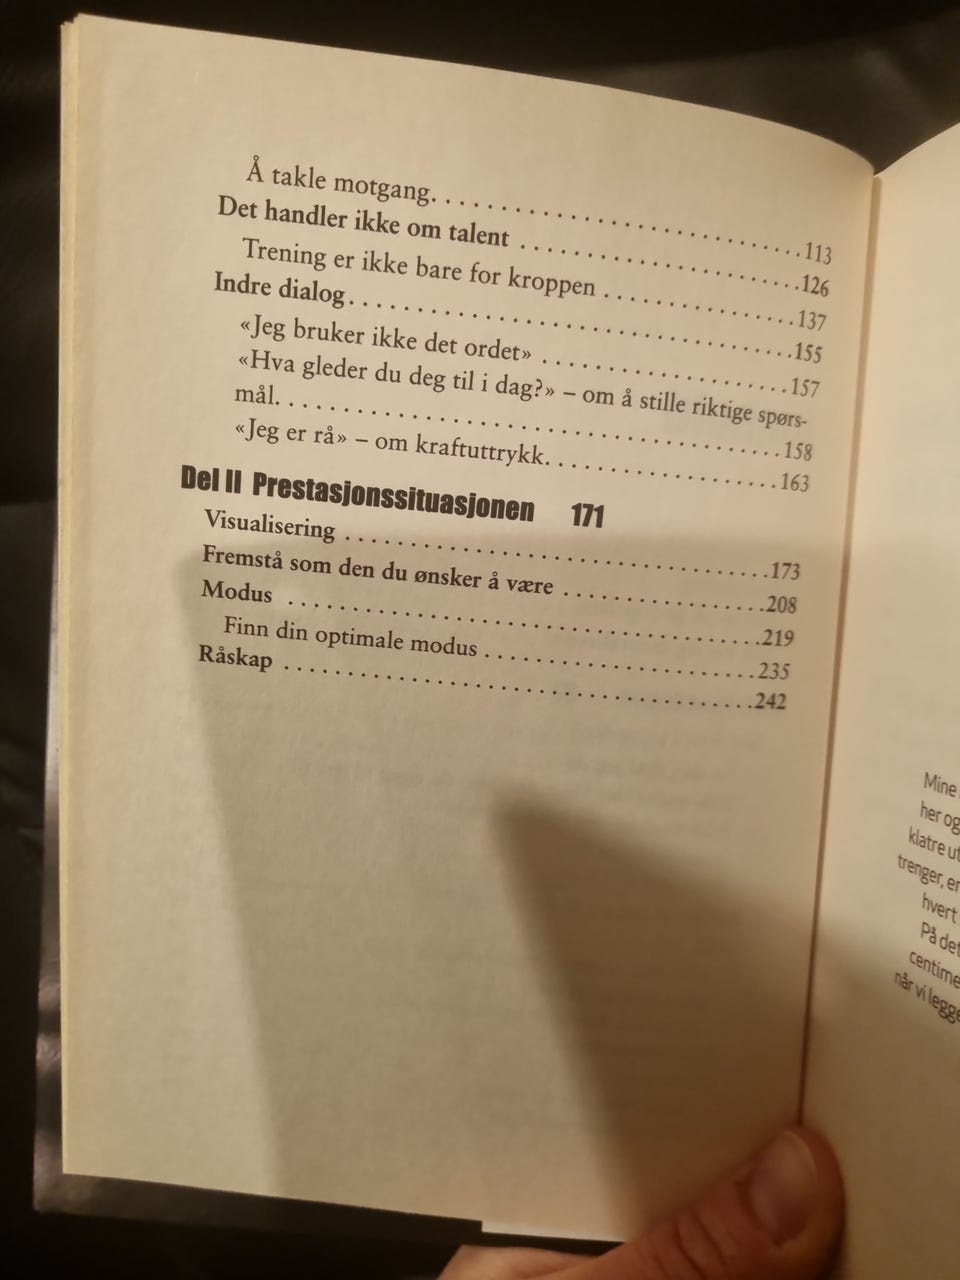 Å takle motgang. . . . . . . . . . . . . . . . . . . . . . . . . . . .113
Det handler ikke om talent . . . . . . . . . . . . . . . . . . . . .126
Trening er ikke bare for kroppen . . . . . . . . . . . . . . .137
Indre dialog. . . . . . . . . . . . . . . . . . . . . . . . . . . . . . . . .155
«Jeg bruker ikke det ordet» . . . . . . . . . . . . . . . . . . .157
«Hva gleder du deg til i dag?» – om å stille riktige spørs-
mål. . . . . . . . . . . . . . . . . . . . . . . . . . . . . . . . . . . . . .158
«Jeg er rå» – om kraftuttrykk. . . . . . . . . . . . . . . . . .163
Del II Prestasjonssituasjonen 171
Visualisering . . . . . . . . . . . . . . . . . . . . . . . . . . . . . . . .173
Fremstå som den du ønsker å være . . . . . . . . . . . . . . .208
Modus . . . . . . . . . . . . . . . . . . . . . . . . . . . . . . . . . . . .219
Finn din optimale modus . . . . . . . . . . . . . . . . . . . . .235
Råskap . . . . . . . . . . . . . . . . . . . . . . . . . . . . . . . . . . . .242
Mine
her og
klatre ut
trenger, er
hvert
På det
når vi